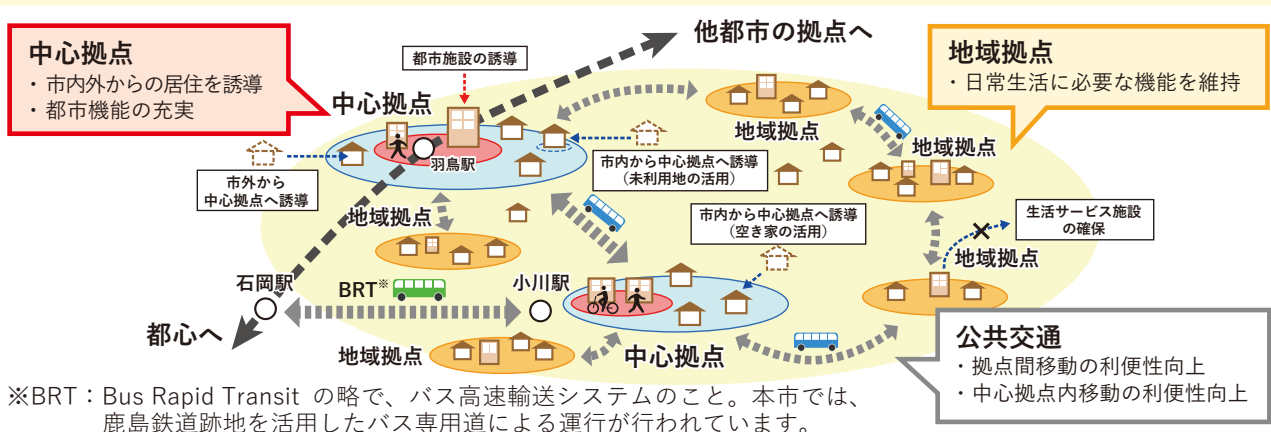 中心拠点
・市内外からの居住を誘導
・都市機能の充実
都市施設の誘導
他都市の拠点へ
地域拠点
・日常生活に必要な機能を維持
中心拠点
羽鳥駅
地域拠点
地域拠点
市外から
中心拠点へ誘導
市内から中心拠点へ誘導
（未利用地の活用）
地域拠点
市内から中心拠点へ誘導
（空き家の活用）
生活サービス施設
の確保
地域拠点
石岡駅
BRT※
小川駅
都心へ
地域拠点
中心拠点
公共交通
・拠点間移動の利便性向上
・中心拠点内移動の利便性向上
※BRT：Bus Rapid Transit の略で、バス高速輸送システムのこと。本市では、
鹿島鉄道跡地を活用したバス専用道による運行が行われています。